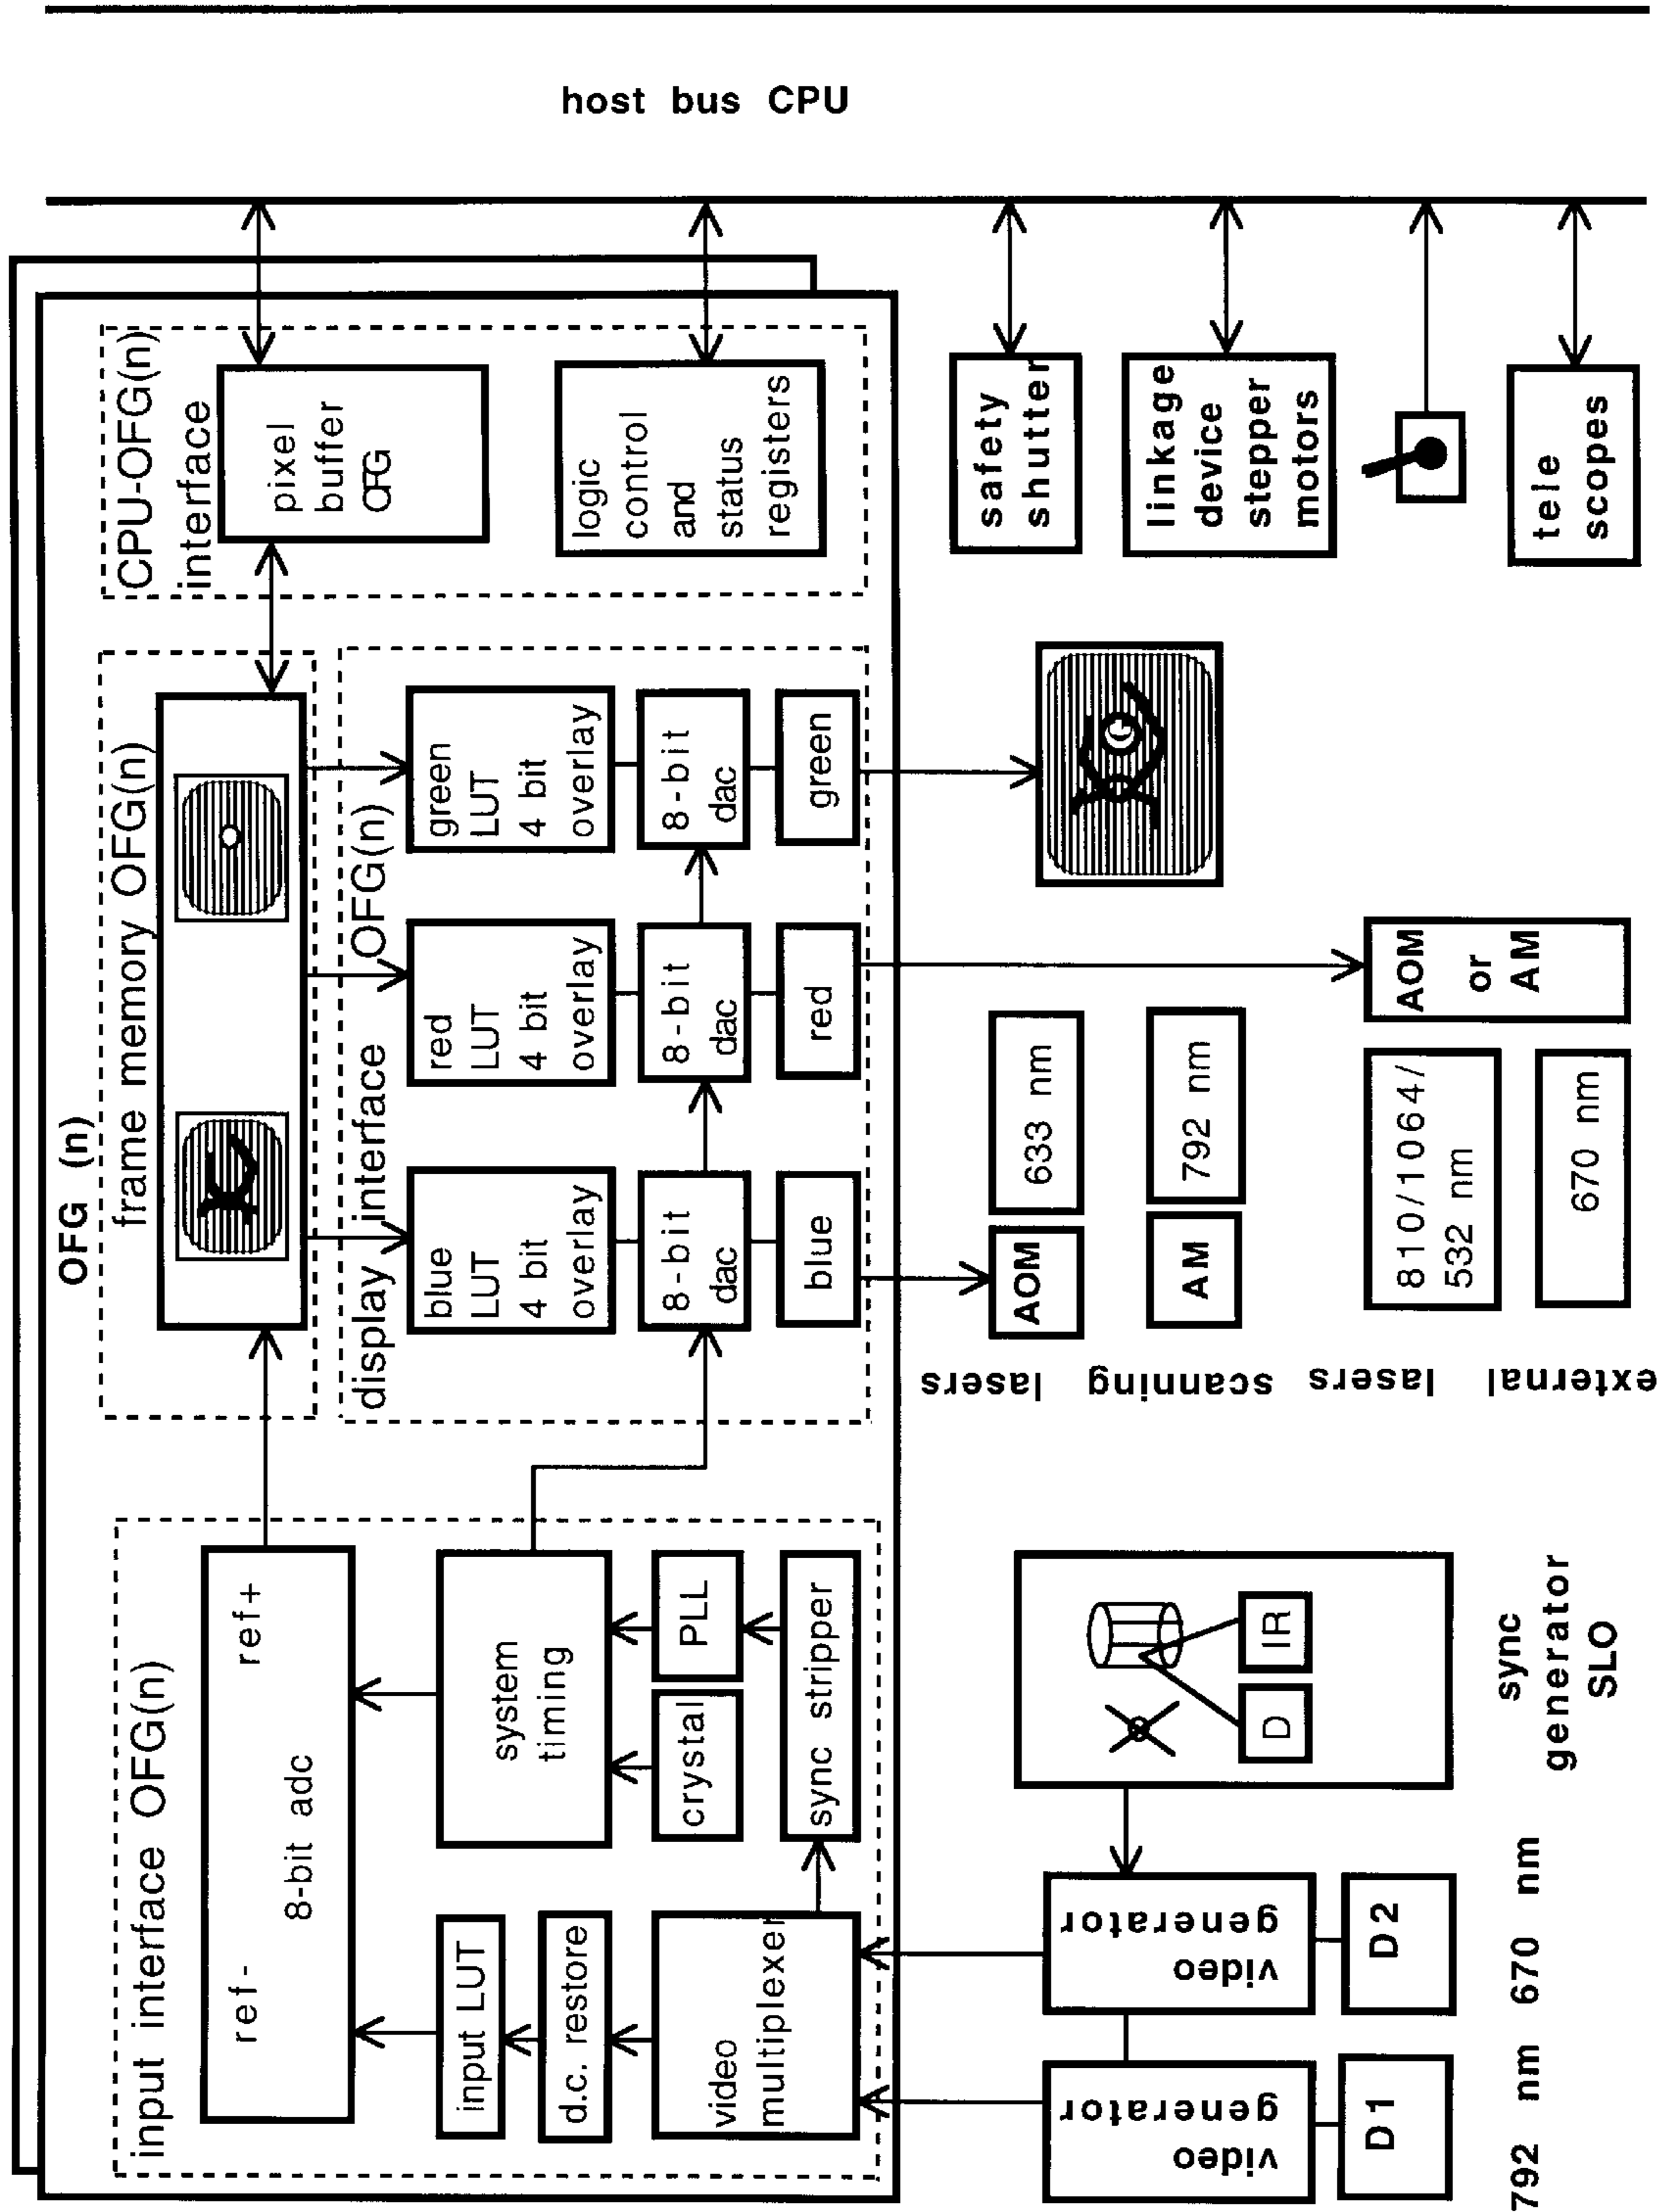 host bus CPU
OFG (n)
input interface OFG(n)
ref-
ref+
8-bit adc
input LUT
d.c. restore
video
multiplexer
system
timing
crystal
PLL
sync stripper
frame memory OFG(n)
display interface OFG(n)
blue
LUT
4 bit
overlay
8-bit
dac
blue
red
LUT
4 bit
overlay
8-bit
dac
red
green
LUT
4 bit
overlay
8-bit
dac
green
CPU-OFG(n)
interface
pixel
buffer
OFG
logic
control
and
status
registers
safety
shutter
linkage
device
stepper
motors
tele
scopes
AOM
633 nm
AM
792 nm
AOM
or
AM
810/1064/
532 nm
670 nm
scanning
lasers
external
lasers
D
IR
sync
generator
SLO
video
generator
D1
video
generator
D2
792 nm 670 nm
G